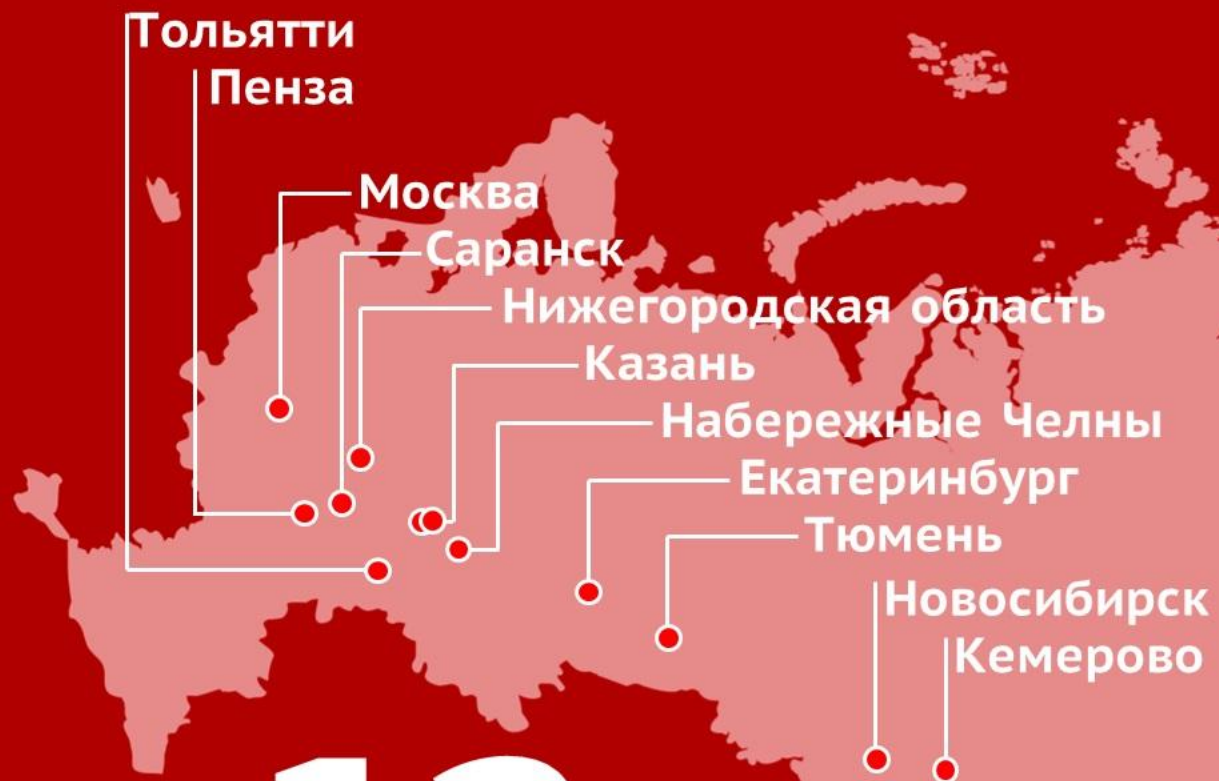 Тольятти
Пенза
Москва
Саранск
Нижегородская область
Казань
Набережные Челны
Екатеринбург
Тюмень
Новосибирск
Кемерово